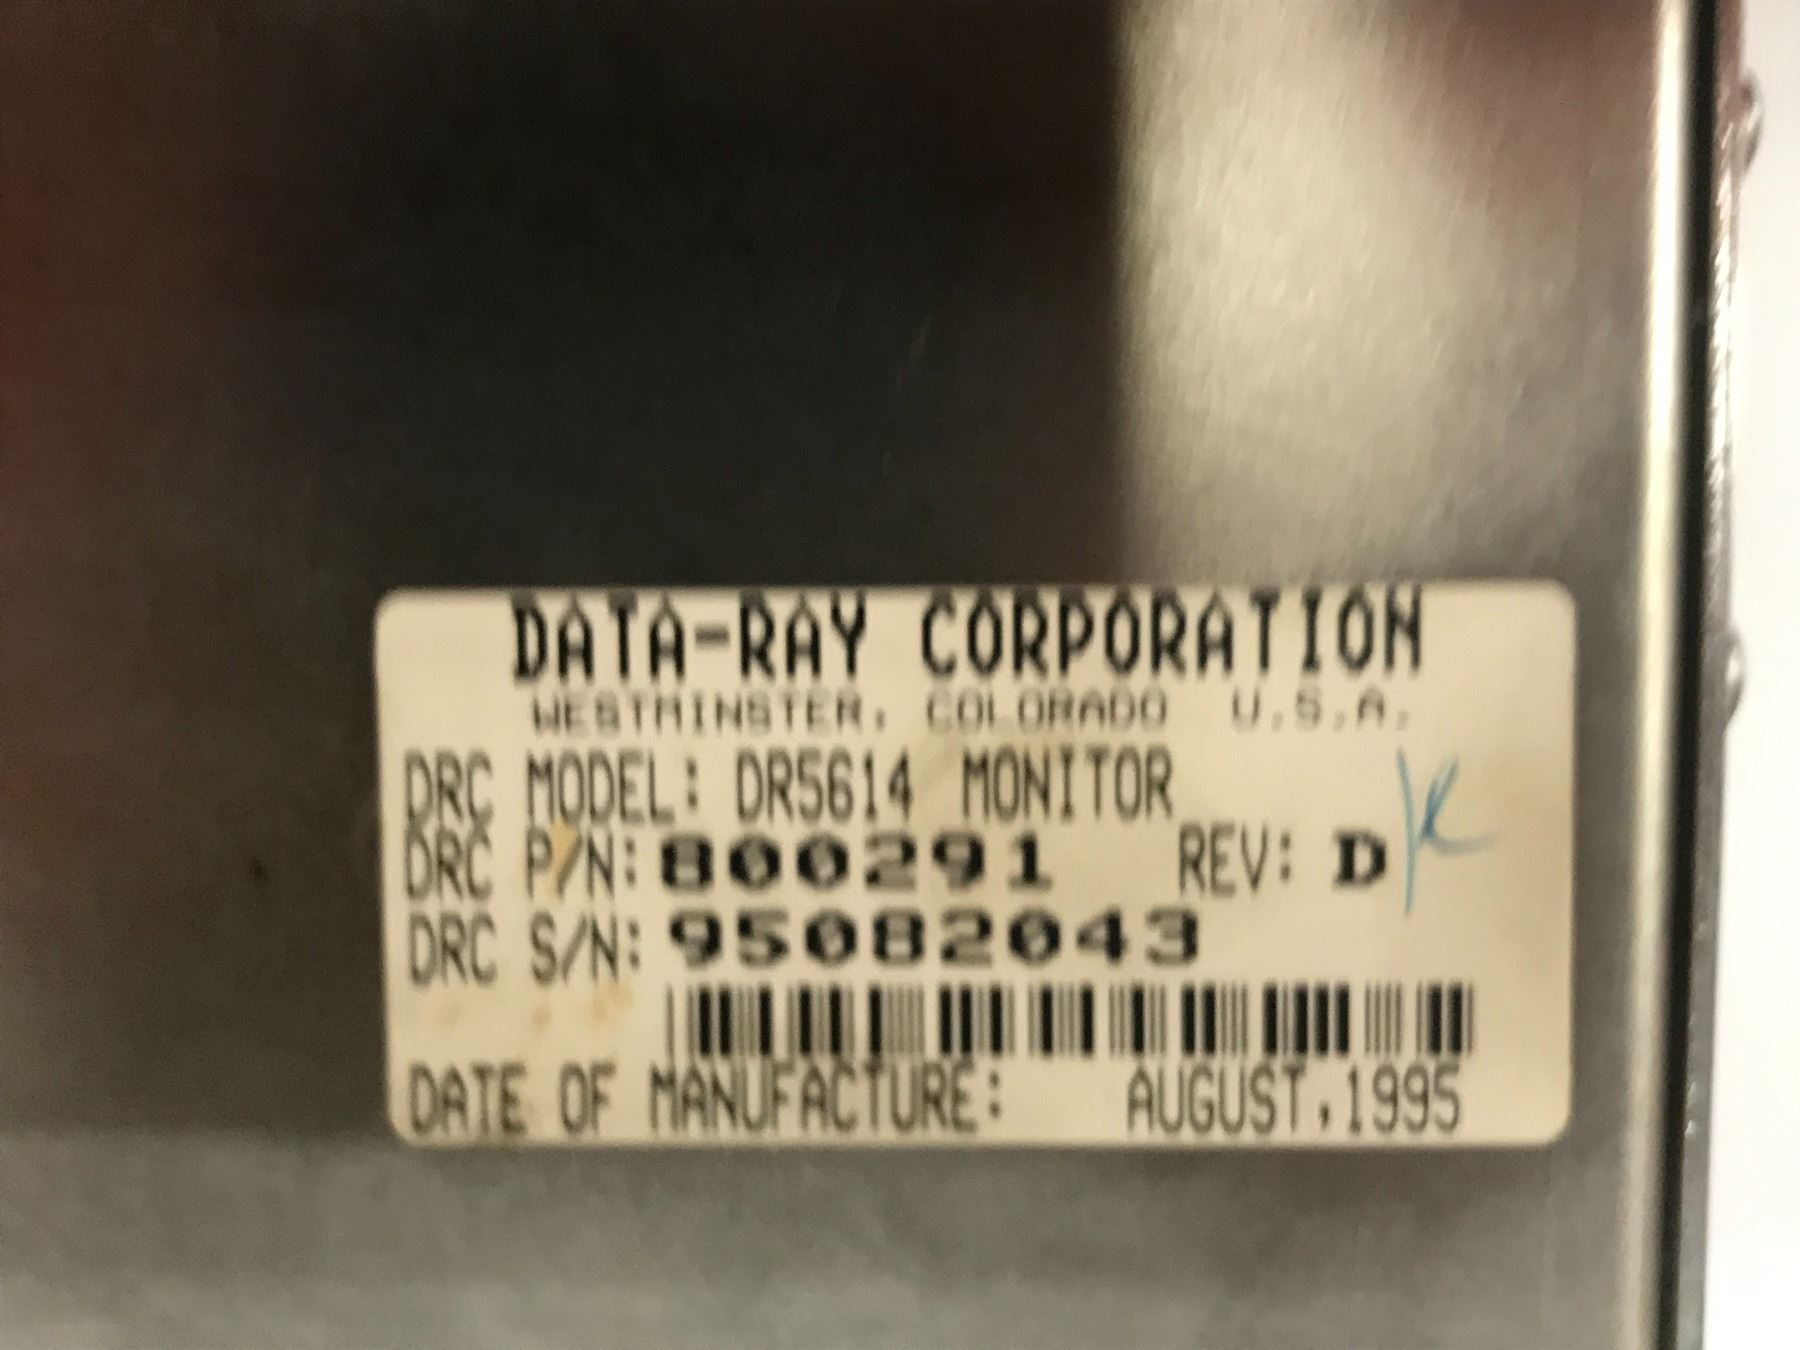 DATA-RAY CORPORATION
WESTMINSTER, COLORADO U.S.A.
DRC MODEL: DR5614 MONITOR
DRC P/N: 800291 REV: D
DRC S/N: 95082043
DATE OF MANUFACTURE: AUGUST,1995